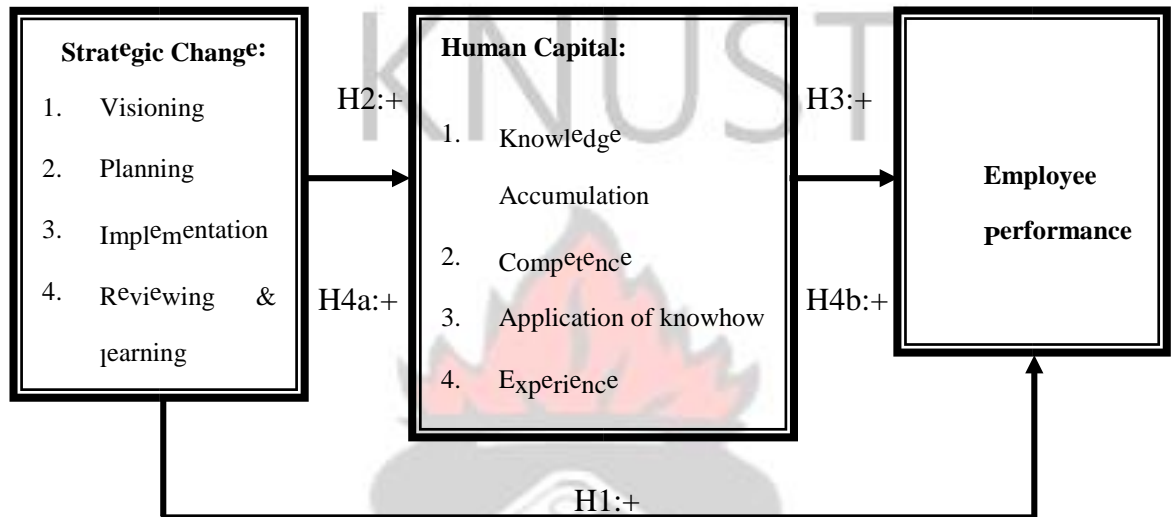 KNUST
Strategic Change:
1. Visioning
2. Planning
3. Implementation
4. Reviewing &
learning
H2:+
H4a:+
Human Capital:
1. Knowledge
Accumulation
2. Competence
3. Application of knowhow
4. Experience
H3:+
H4b:+
Employee
Performance
H1:+